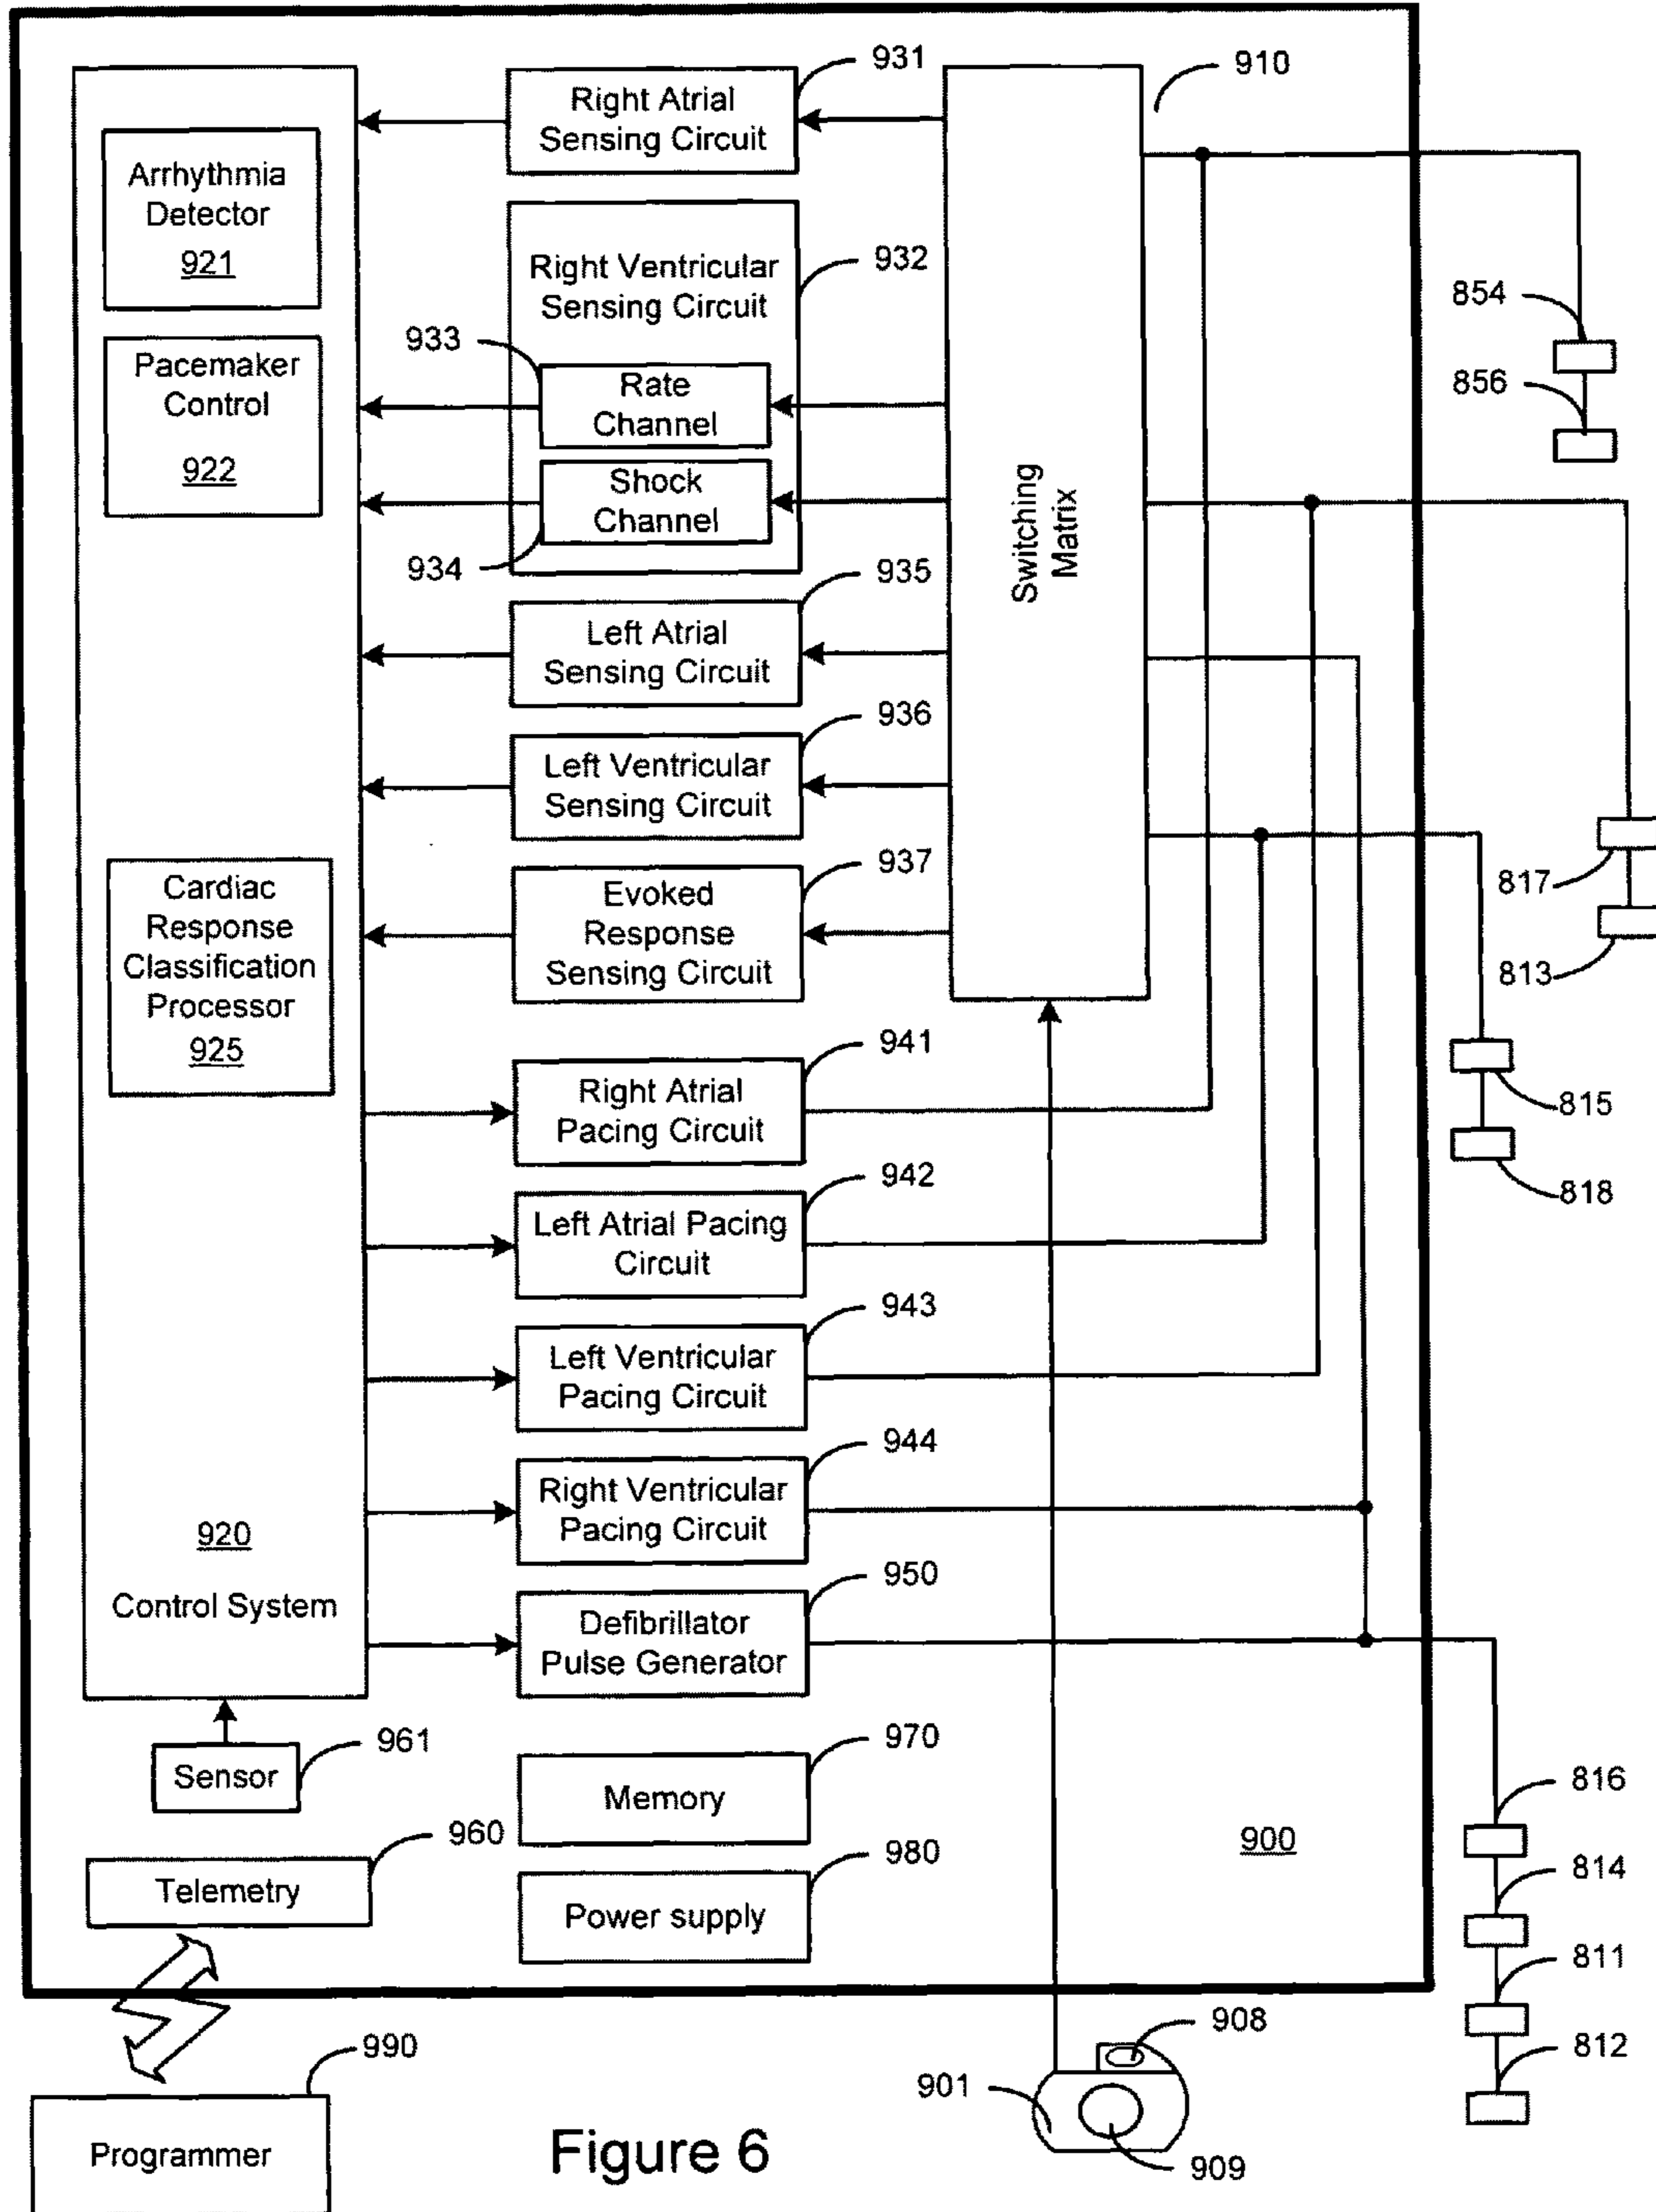 931
910
Right Atrial
Sensing Circuit
Arrhythmia
Detector
921
Right Ventricular
Sensing Circuit
932
854
933
Pacemaker
Control
922
Rate
Channel
856
Shock
Channel
934
Switching
Matrix
935
Left Atrial
Sensing Circuit
936
Left Ventricular
Sensing Circuit
937
817
Cardiac
Response
Classification
Processor
925
Evoked
Response
Sensing Circuit
813
941
Right Atrial
Pacing Circuit
815
942
818
Left Atrial Pacing
Circuit
943
Left Ventricular
Pacing Circuit
944
Right Ventricular
Pacing Circuit
920
Control System
950
Defibrillator
Pulse Generator
961
Sensor
970
Memory
816
960
Telemetry
980
Power supply
900
814
811
908
812
990
901
Programmer
Figure 6
909